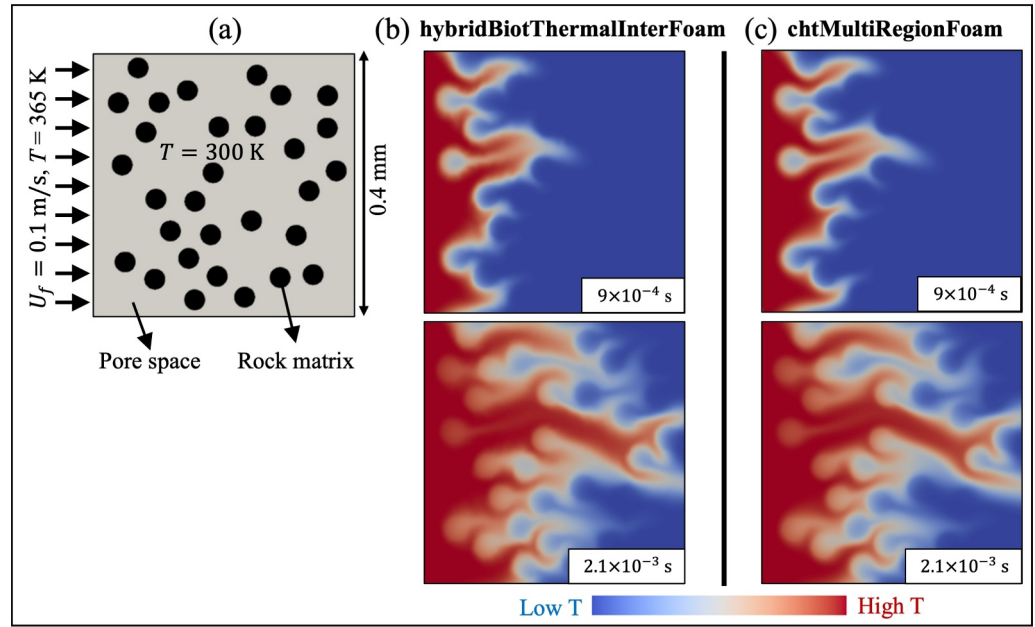 (a)
(b) hybridBiotThermalInterFoam
(c) chtMultiRegionFoam
U_f = 0.1 m/s, T = 365 K
T = 300 K
0.4 mm
Pore space
Rock matrix
9×10⁻⁴ s
9×10⁻⁴ s
2.1×10⁻³ s
2.1×10⁻³ s
Low T
High T